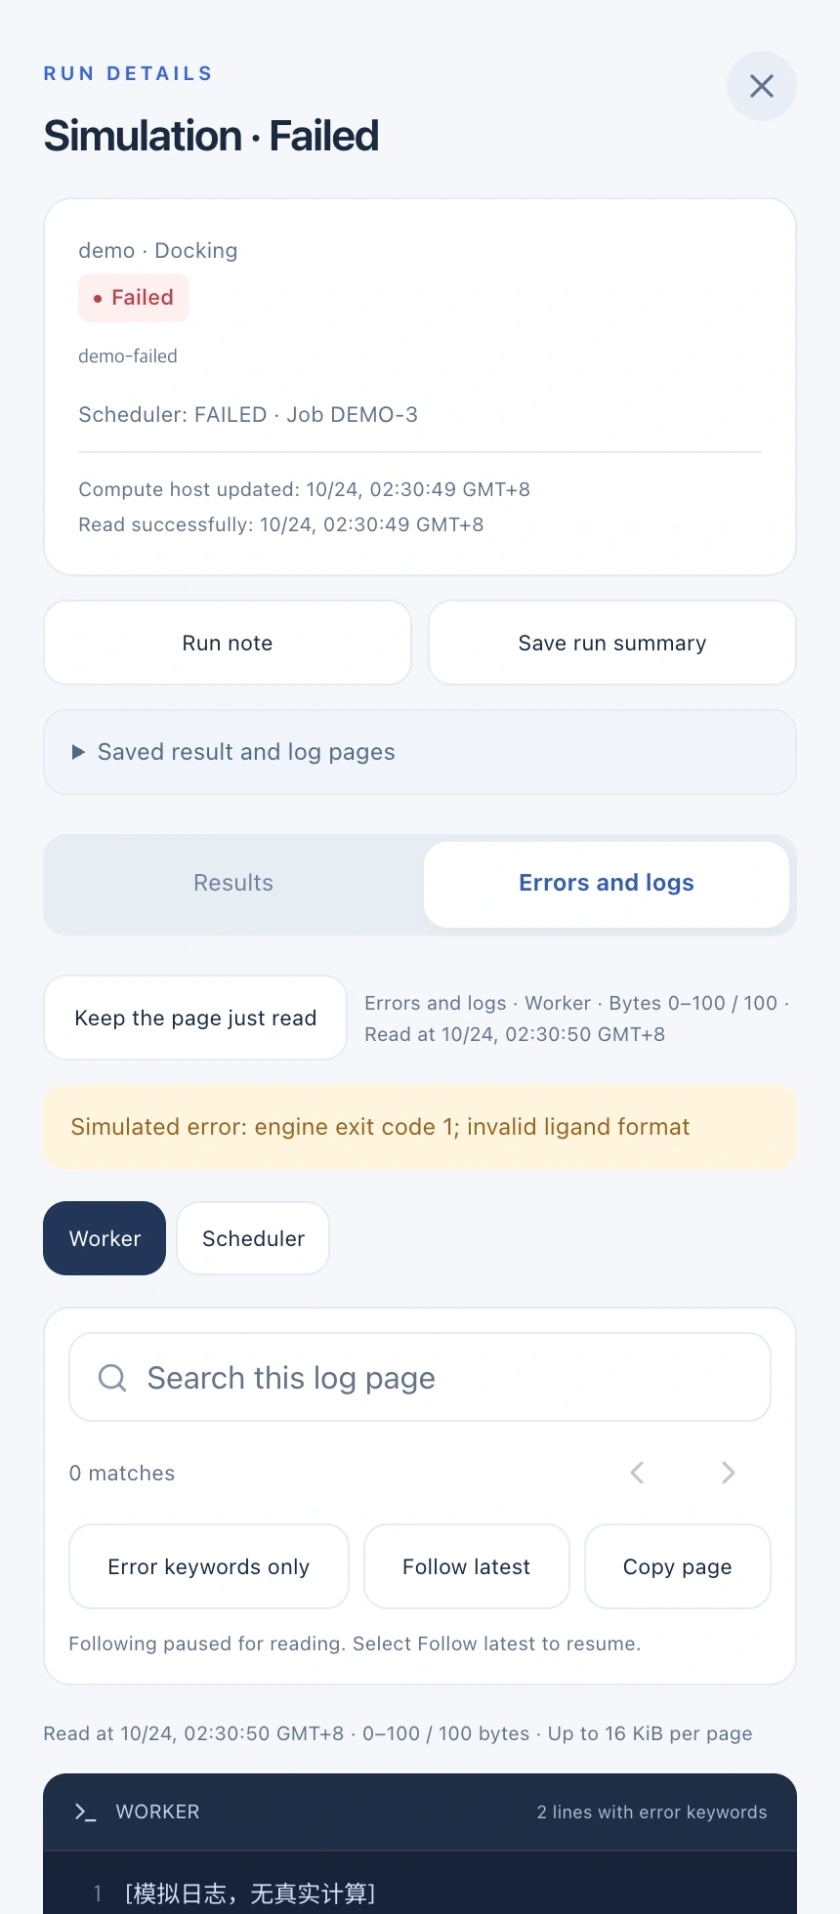 RUN DETAILS
Simulation · Failed
demo · Docking
• Failed
demo-failed
Scheduler: FAILED · Job DEMO-3
Compute host updated: 10/24, 02:30:49 GMT+8
Read successfully: 10/24, 02:30:49 GMT+8
Run note
Save run summary
Saved result and log pages
Results
Errors and logs
Keep the page just read
Errors and logs · Worker · Bytes 0–100 / 100 ·
Read at 10/24, 02:30:50 GMT+8
Simulated error: engine exit code 1; invalid ligand format
Worker
Scheduler
Search this log page
0 matches
Error keywords only
Follow latest
Copy page
Following paused for reading. Select Follow latest to resume.
Read at 10/24, 02:30:50 GMT+8 · 0–100 / 100 bytes · Up to 16 KiB per page
WORKER
2 lines with error keywords
1 [模拟日志，无真实计算]